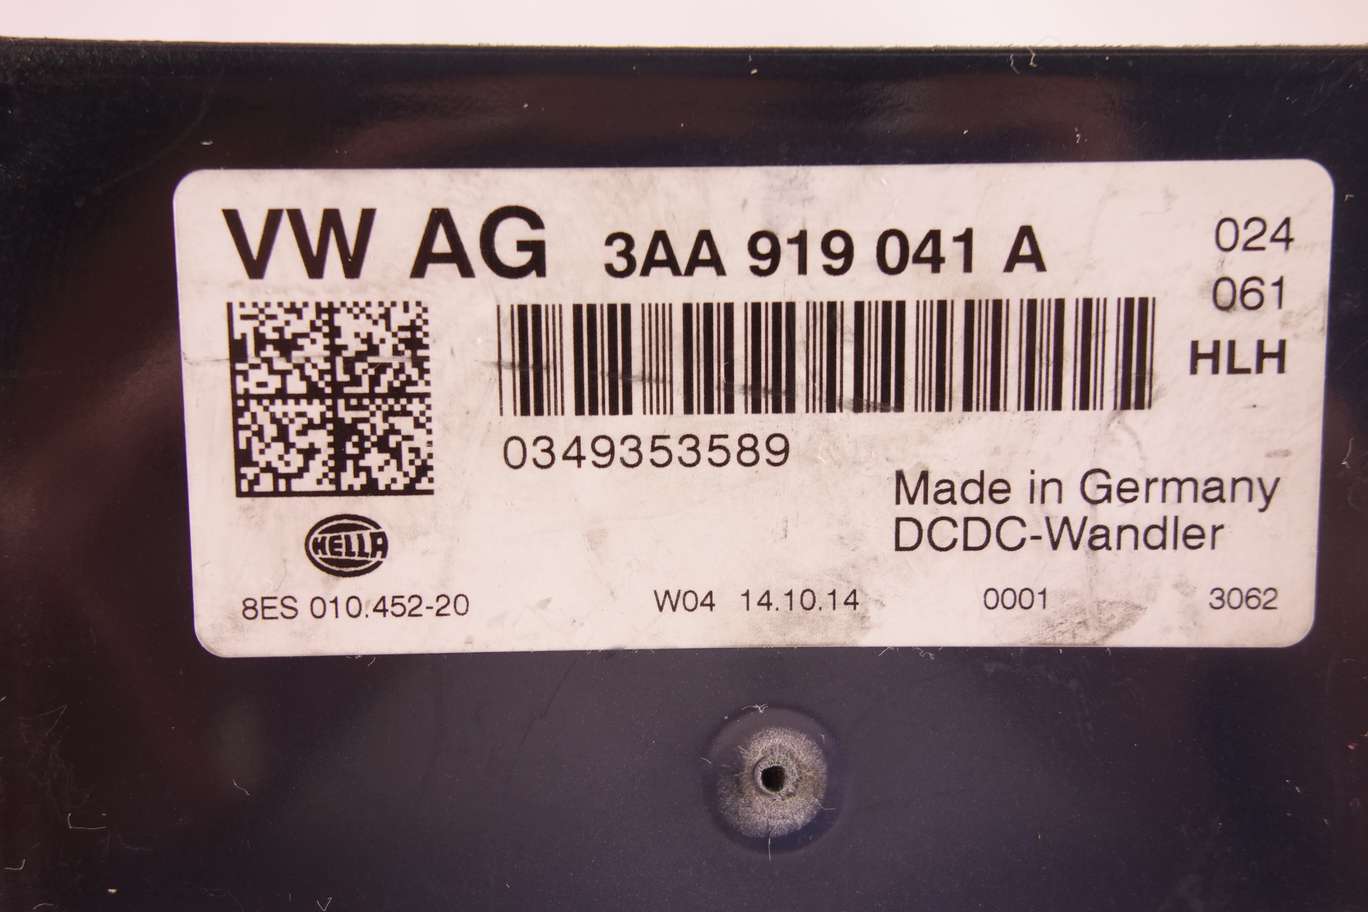 VW AG 3AA 919 041 A
024
061
HLH
0349353589
Made in Germany
DCDC-Wandler
HELLA
8ES 010.452-20 W04 14.10.14 0001 3062